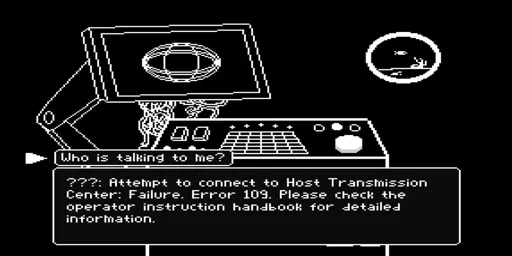 Who is talking to me?
???: Attempt to connect to Host Transmission
Center: Failure. Error 109. Please check the
operator instruction handbook for detailed
information.